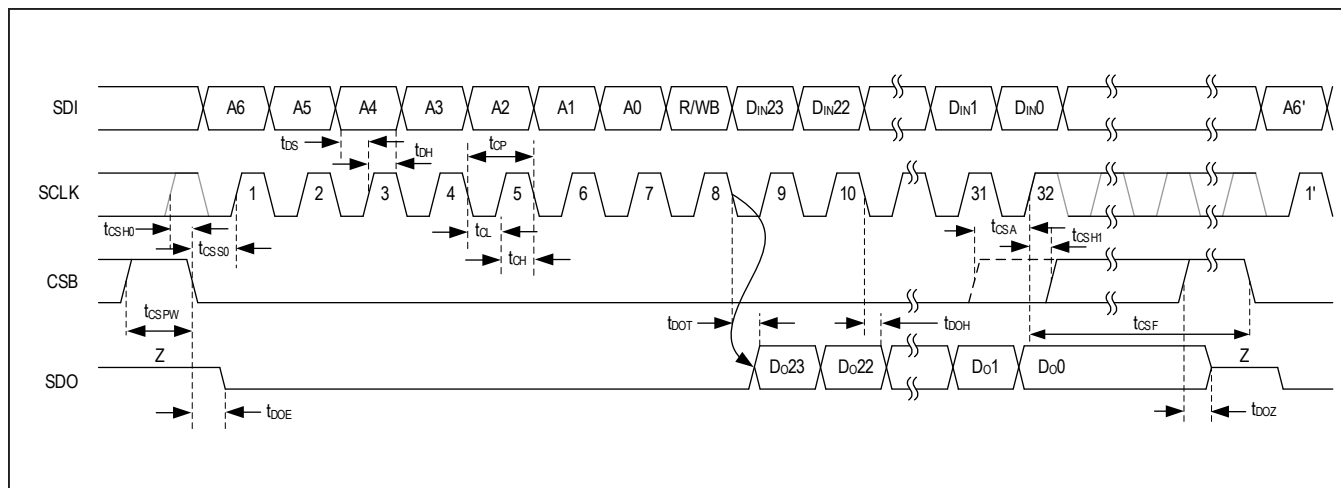 SDI A6 A5 A4 A3 A2 A1 A0 R/WB DIN23 DIN22 DIN1 DIN0 A6'
tDS tDH tCP
SCLK 1 2 3 4 5 6 7 8 9 10 31 32 1'
tCSH0 tCSS0 tCL tCH tCSA tCSH1
CSB
tCSPW tDOT tDOH tCSF
SDO Z DO23 DO22 DO1 DO0 Z
tDOE tDOZ